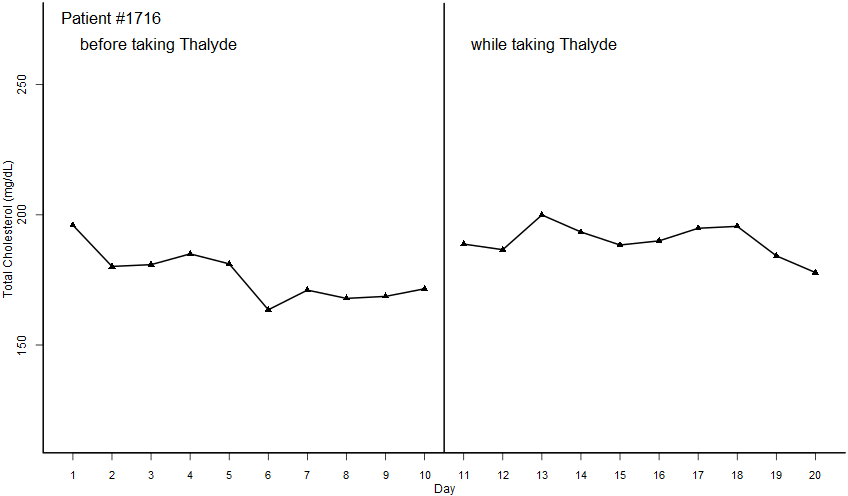 Patient #1716
before taking Thalyde
while taking Thalyde
250
200
150
Total Cholesterol (mg/dL)
1 2 3 4 5 6 7 8 9 10 11 12 13 14 15 16 17 18 19 20
Day